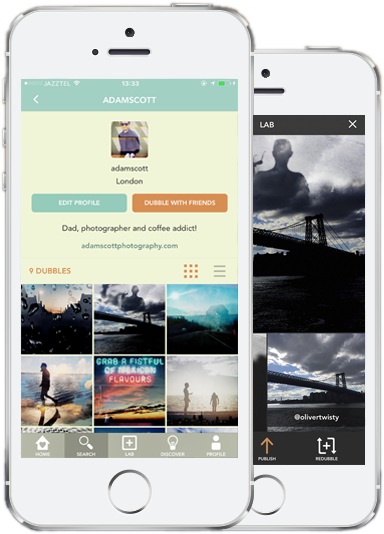 JAZZTEL 13:33
ADAMSCOTT
adamscott
London
EDIT PROFILE
DUBBLE WITH FRIENDS
Dad, photographer and coffee addict!
adamscottphotography.com
9 DUBBLES
GRAB A FISTFUL
OF MEXICAN
FLAVOURS
HOME
SEARCH
LAB
DISCOVER
PROFILE
LAB
@olivertwisty
PUBLISH
REDUBBLE